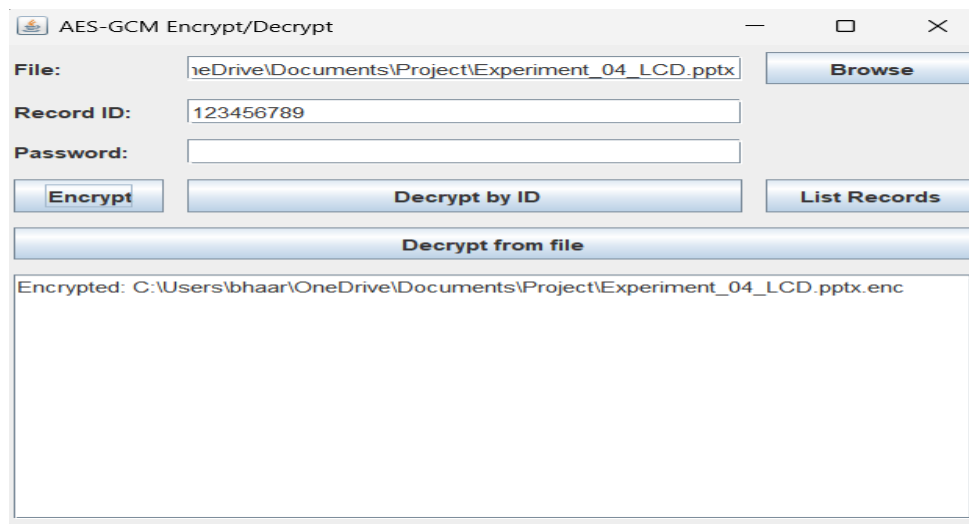 AES-GCM Encrypt/Decrypt
File: neDrive\Documents\Project\Experiment_04_LCD.pptx Browse
Record ID: 123456789
Password:
Encrypt Decrypt by ID List Records
Decrypt from file
Encrypted: C:\Users\bhaar\OneDrive\Documents\Project\Experiment_04_LCD.pptx.enc